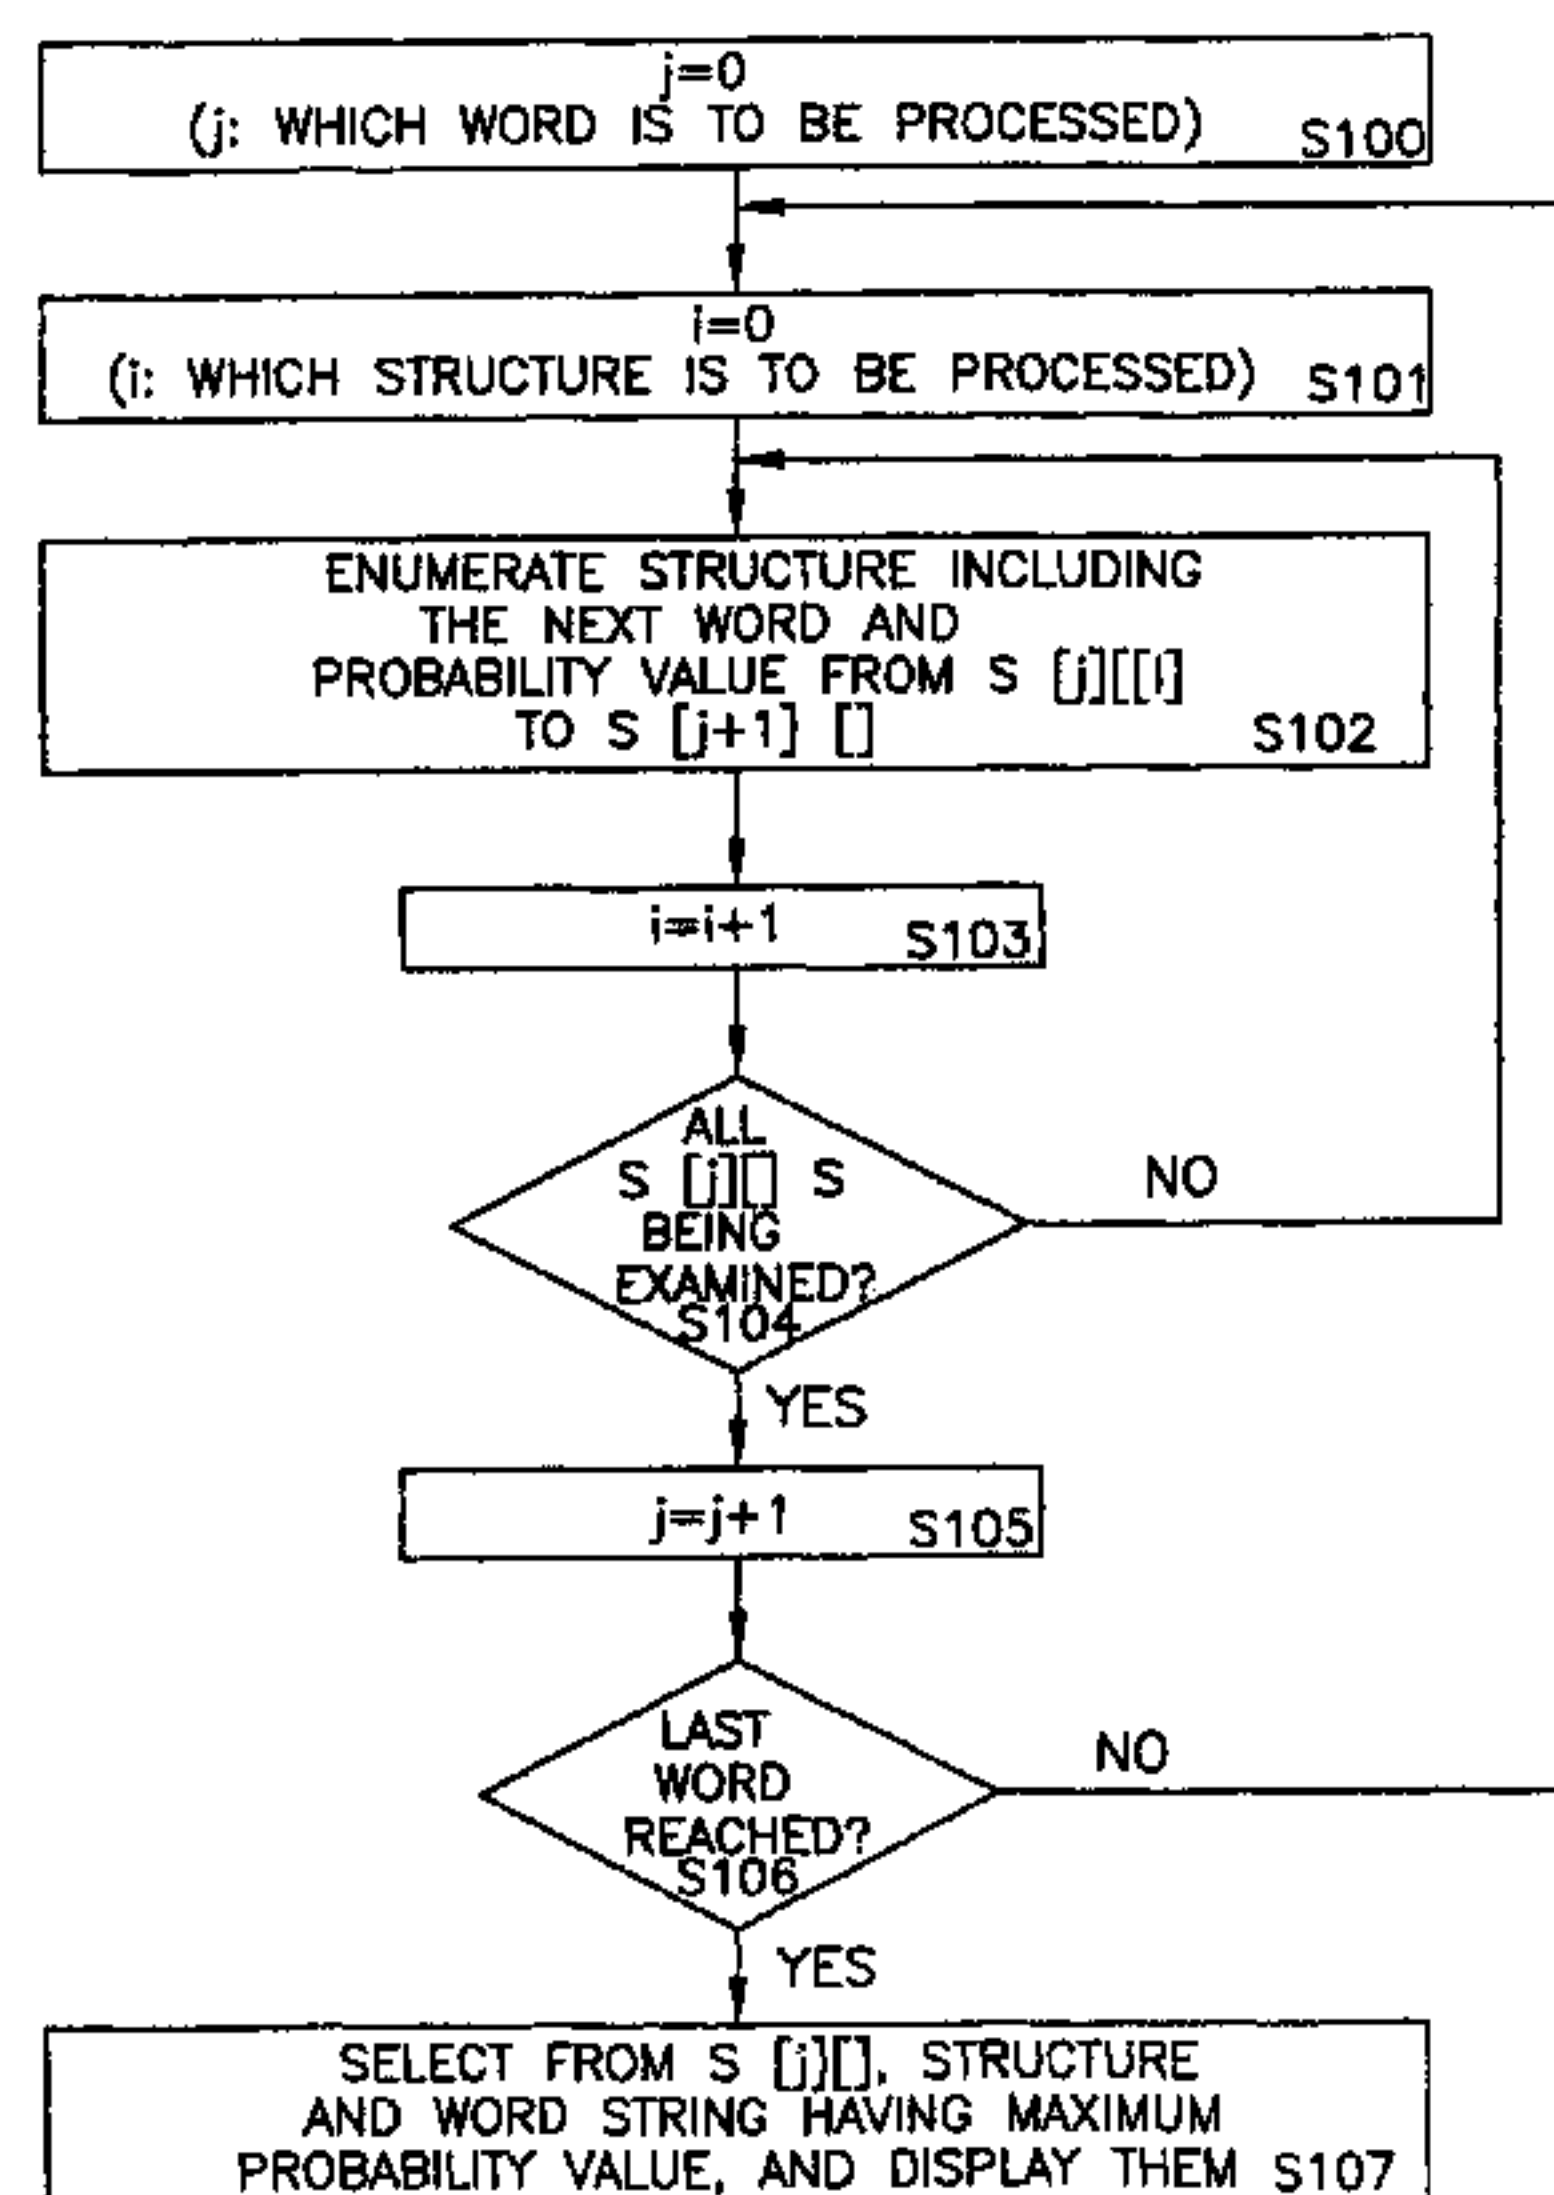 j=0
(j: WHICH WORD IS TO BE PROCESSED) S100
i=0
(i: WHICH STRUCTURE IS TO BE PROCESSED) S101
ENUMERATE STRUCTURE INCLUDING
THE NEXT WORD AND
PROBABILITY VALUE FROM S [j][[i]
TO S [j+1} []
S102
i=i+1 S103
ALL
S [j][] S
BEING
EXAMINED?
S104
NO
YES
j=j+1 S105
LAST
WORD
REACHED?
S106
NO
YES
SELECT FROM S [j}[], STRUCTURE
AND WORD STRING HAVING MAXIMUM
PROBABILITY VALUE, AND DISPLAY THEM S107